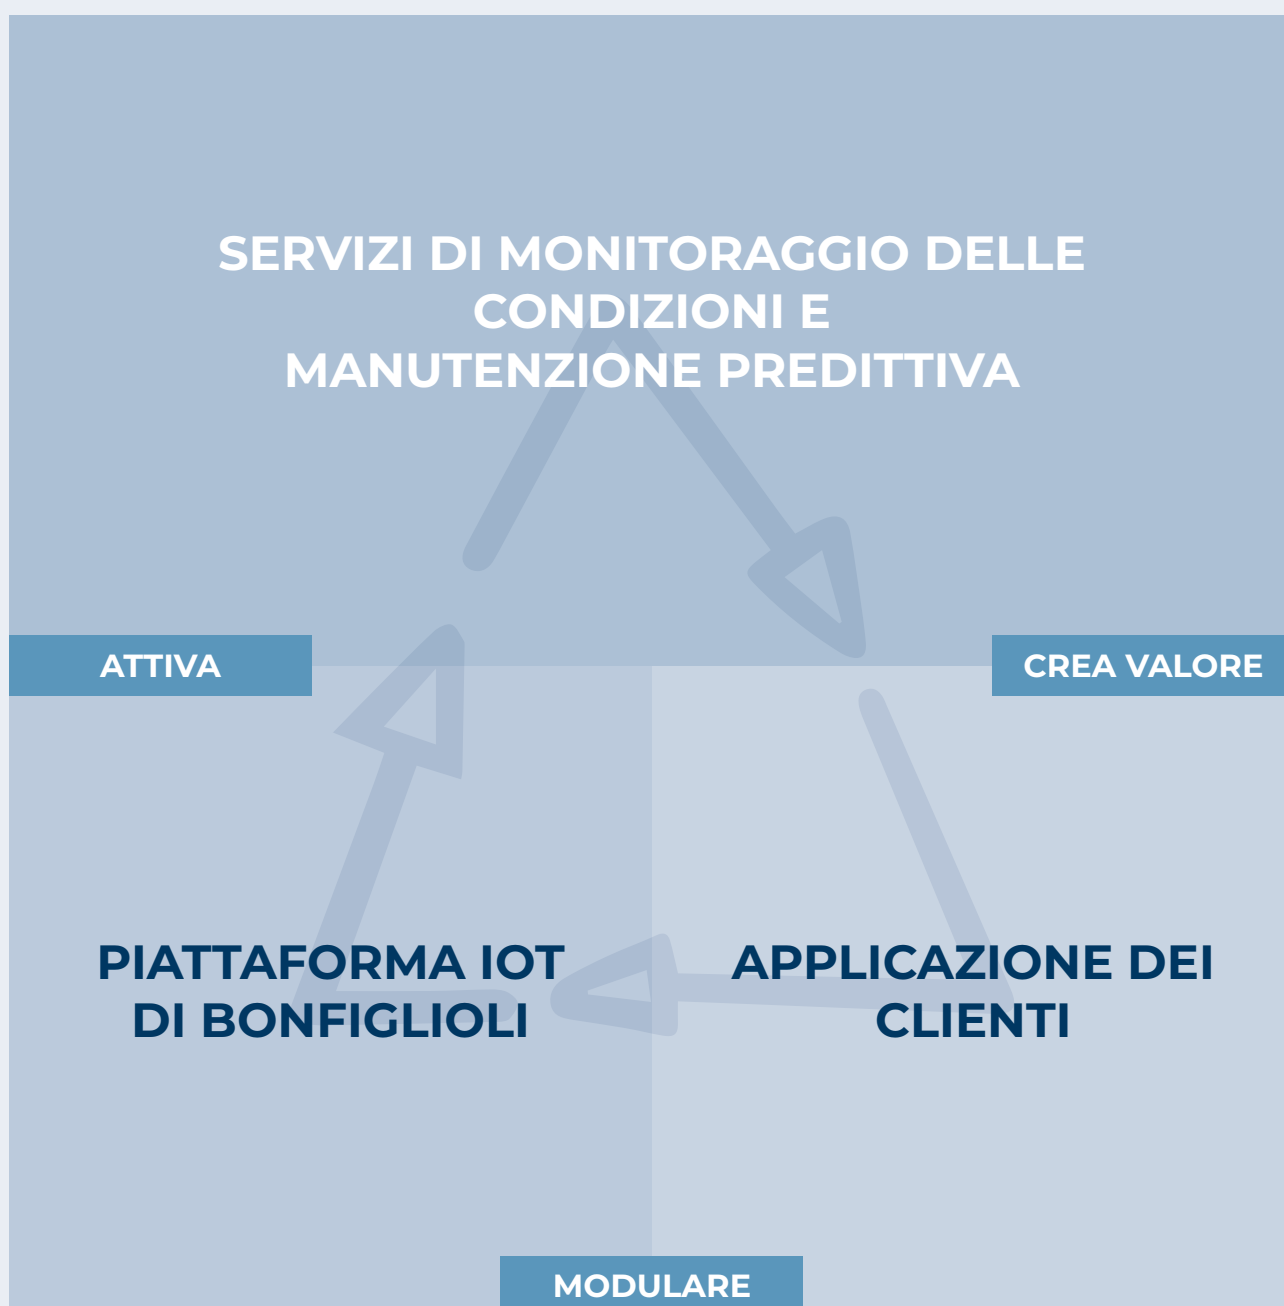 SERVIZI DI MONITORAGGIO DELLE
CONDIZIONI E
MANUTENZIONE PREDITTIVA
ATTIVA
CREA VALORE
PIATTAFORMA IOT
DI BONFIGLIOLI
APPLICAZIONE DEI
CLIENTI
MODULARE